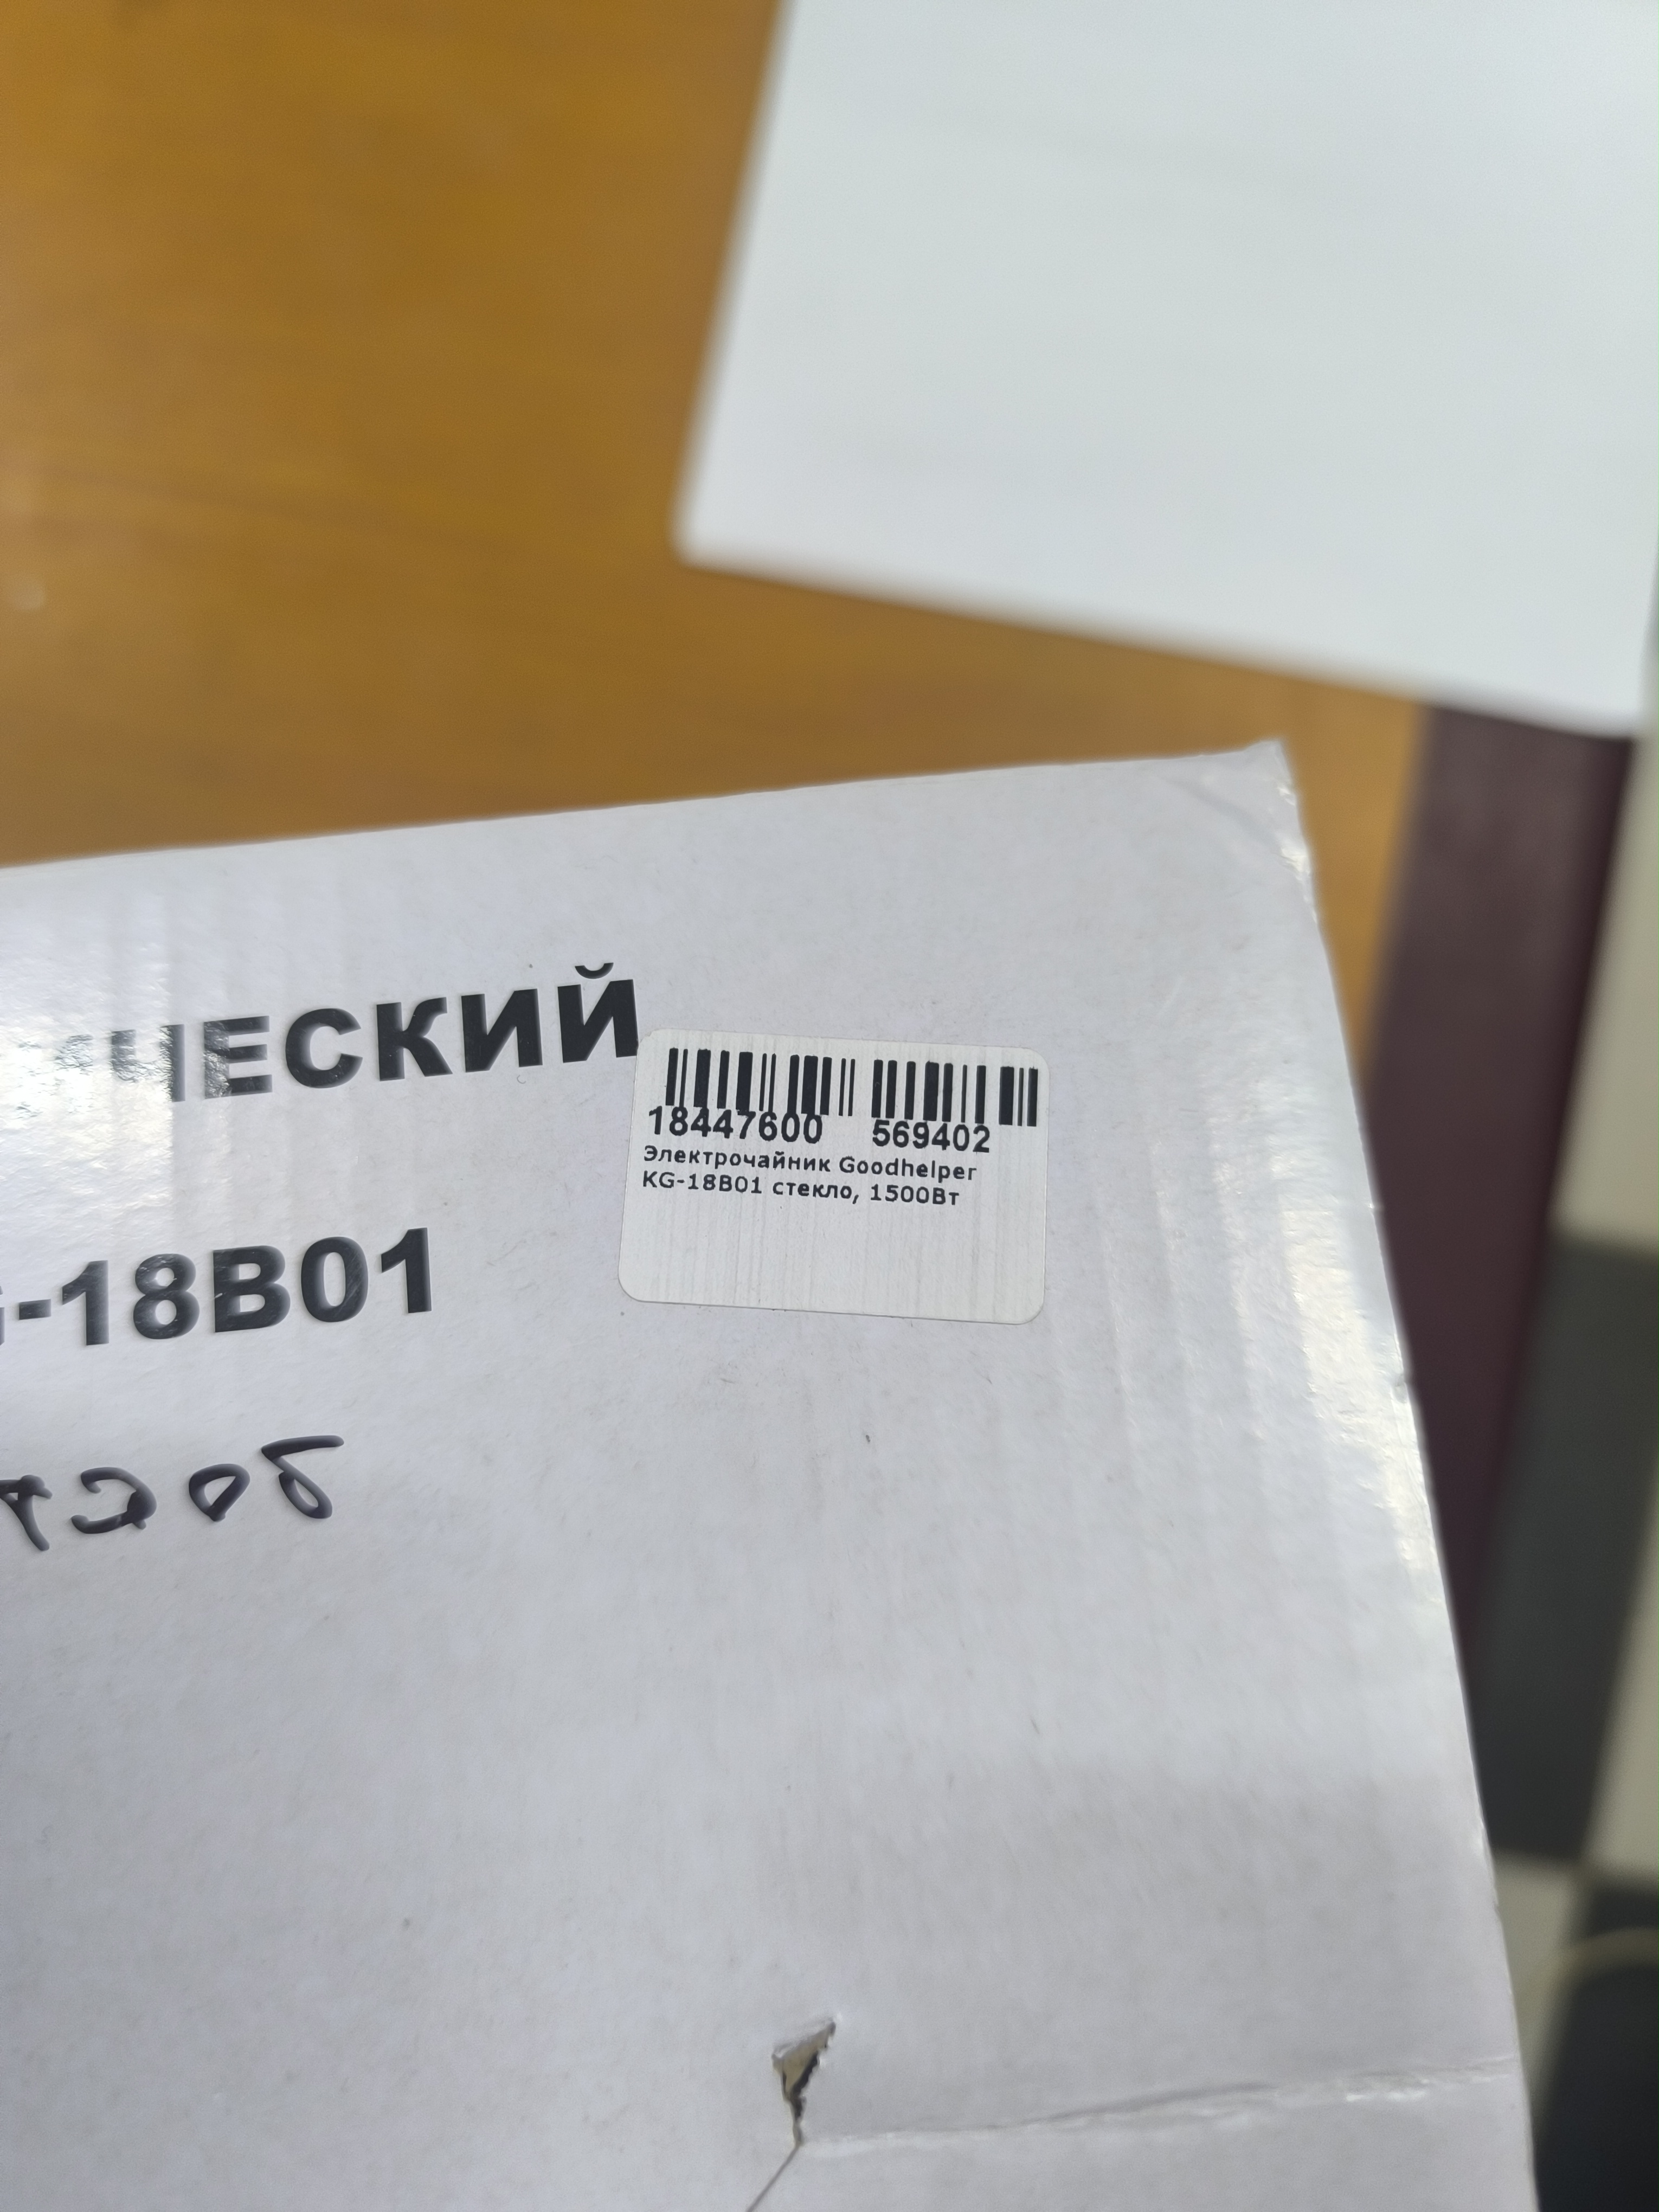 ЧЕСКИЙ
18447600 569402
Электрочайник Goodhelper
KG-18B01 стекло, 1500Вт
G-18B01